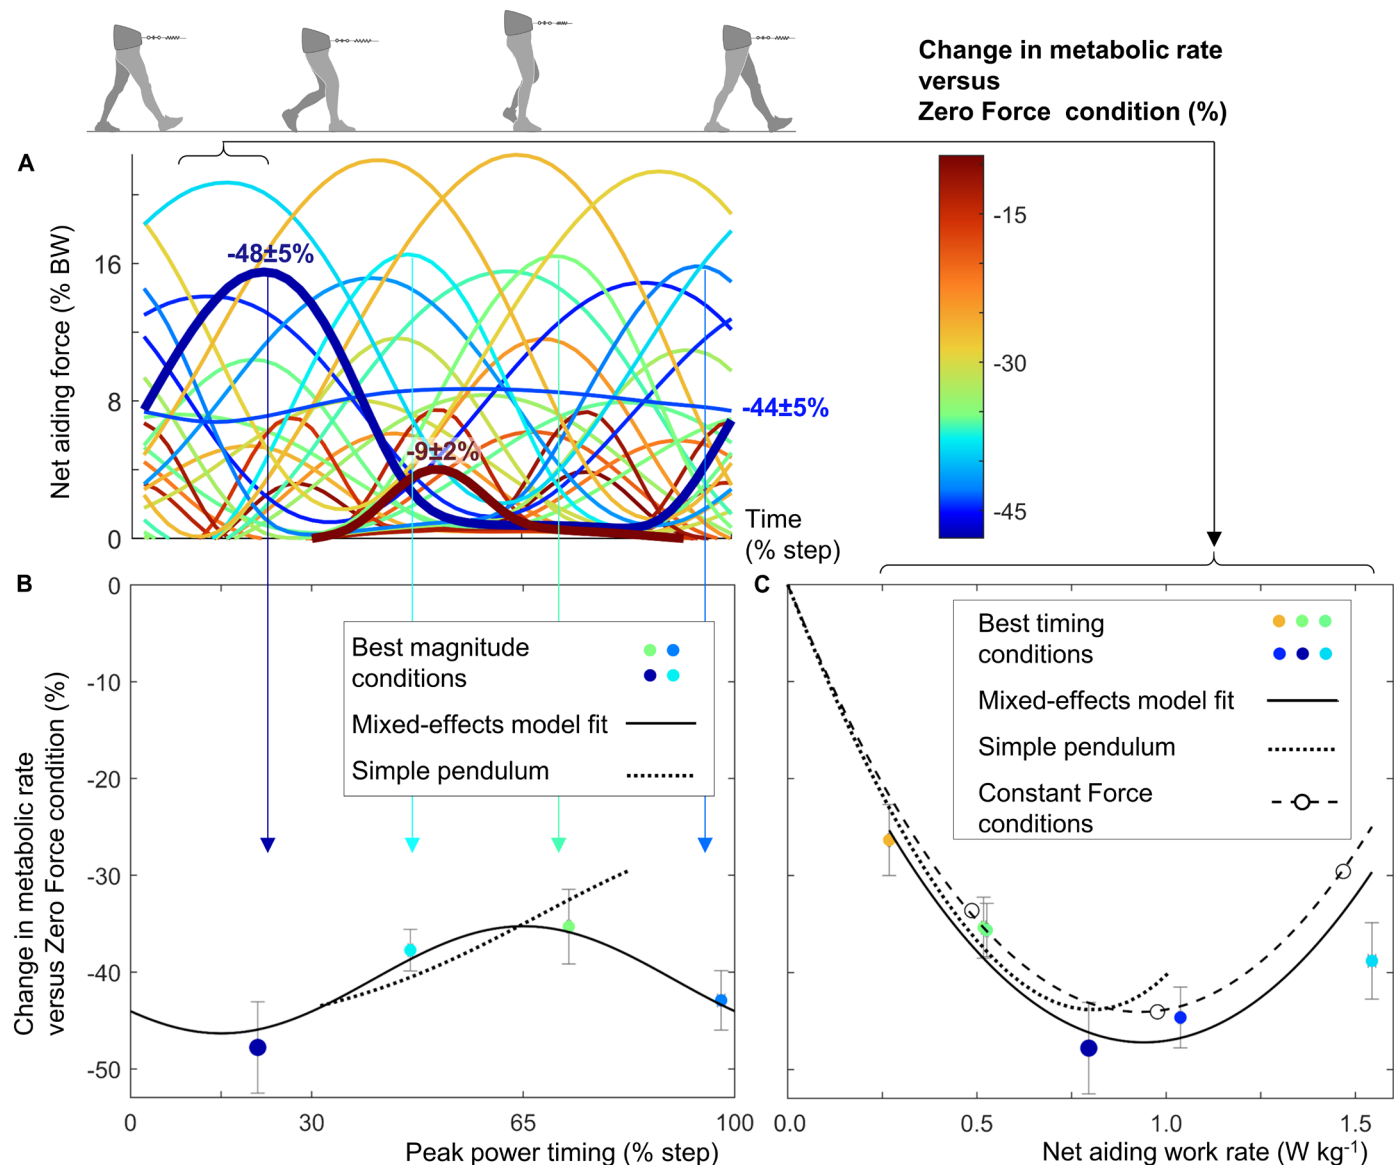 Change in metabolic rate
versus
Zero Force condition (%)
A
Net aiding force (% BW)
16
8
0
-48±5%
-9±2%
-44±5%
Time
(% step)
-15
-30
-45
B
Change in metabolic rate
versus Zero Force condition (%)
0
-10
-20
-30
-40
-50
Best magnitude
conditions
Mixed-effects model fit
Simple pendulum
0
30
65
100
Peak power timing (% step)
C
Best timing
conditions
Mixed-effects model fit
Simple pendulum
Constant Force
conditions
0.0
0.5
1.0
1.5
Net aiding work rate (W kg⁻¹)